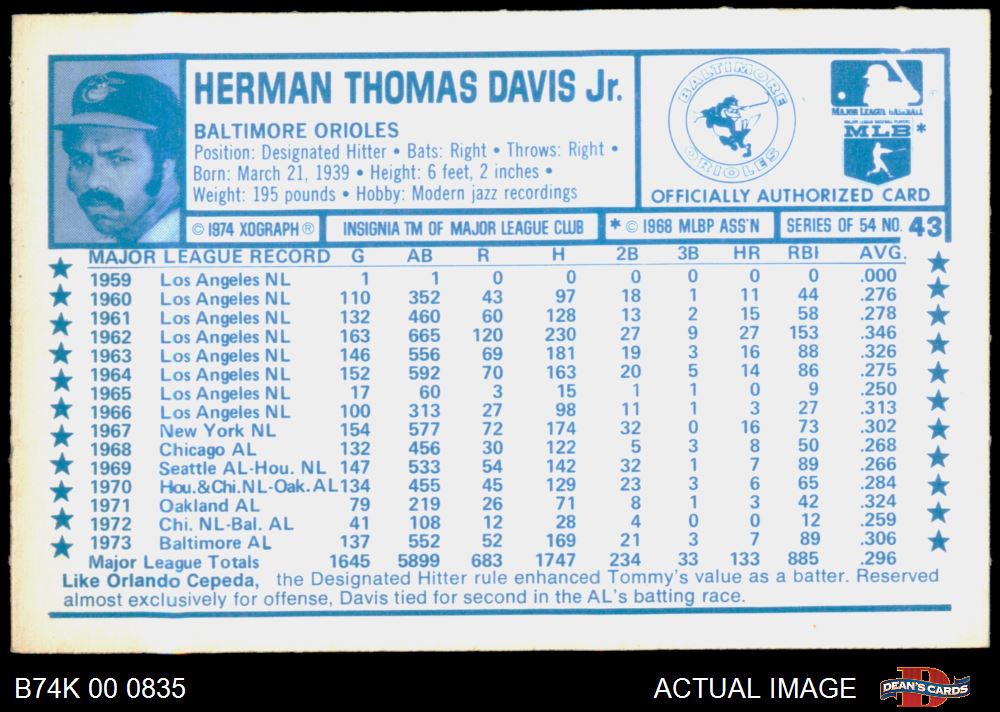 HERMAN THOMAS DAVIS Jr.
BALTIMORE ORIOLES
Position: Designated Hitter • Bats: Right • Throws: Right •
Born: March 21, 1939 • Height: 6 feet, 2 inches •
Weight: 195 pounds • Hobby: Modern jazz recordings
BALTIMORE
ORIOLES
MAJOR LEAGUE BASEBALL
MAJOR LEAGUE BASEBALL PLAYERS
MLB*
OFFICIALLY AUTHORIZED CARD
© 1974 XOGRAPH® INSIGNIA TM OF MAJOR LEAGUE CLUB * © 1968 MLBP ASS'N SERIES OF 54 NO. 43
MAJOR LEAGUE RECORD G AB R H 2B 3B HR RBI AVG.
1959 Los Angeles NL 1 1 0 0 0 0 0 0 .000
1960 Los Angeles NL 110 352 43 97 18 1 11 44 .276
1961 Los Angeles NL 132 460 60 128 13 2 15 58 .278
1962 Los Angeles NL 163 665 120 230 27 9 27 153 .346
1963 Los Angeles NL 146 556 69 181 19 3 16 88 .326
1964 Los Angeles NL 152 592 70 163 20 5 14 86 .275
1965 Los Angeles NL 17 60 3 15 1 1 0 9 .250
1966 Los Angeles NL 100 313 27 98 11 1 3 27 .313
1967 New York NL 154 577 72 174 32 0 16 73 .302
1968 Chicago AL 132 456 30 122 5 3 8 50 .268
1969 Seattle AL-Hou. NL 147 533 54 142 32 1 7 89 .266
1970 Hou.&Chi.NL-Oak.AL 134 455 45 129 23 3 6 65 .284
1971 Oakland AL 79 219 26 71 8 1 3 42 .324
1972 Chi. NL-Bal. AL 41 108 12 28 4 0 0 12 .259
1973 Baltimore AL 137 552 52 169 21 3 7 89 .306
Major League Totals 1645 5899 683 1747 234 33 133 885 .296
Like Orlando Cepeda, the Designated Hitter rule enhanced Tommy's value as a batter. Reserved
almost exclusively for offense, Davis tied for second in the AL's batting race.
B74K 00 0835 ACTUAL IMAGE D DEAN'S CARDS